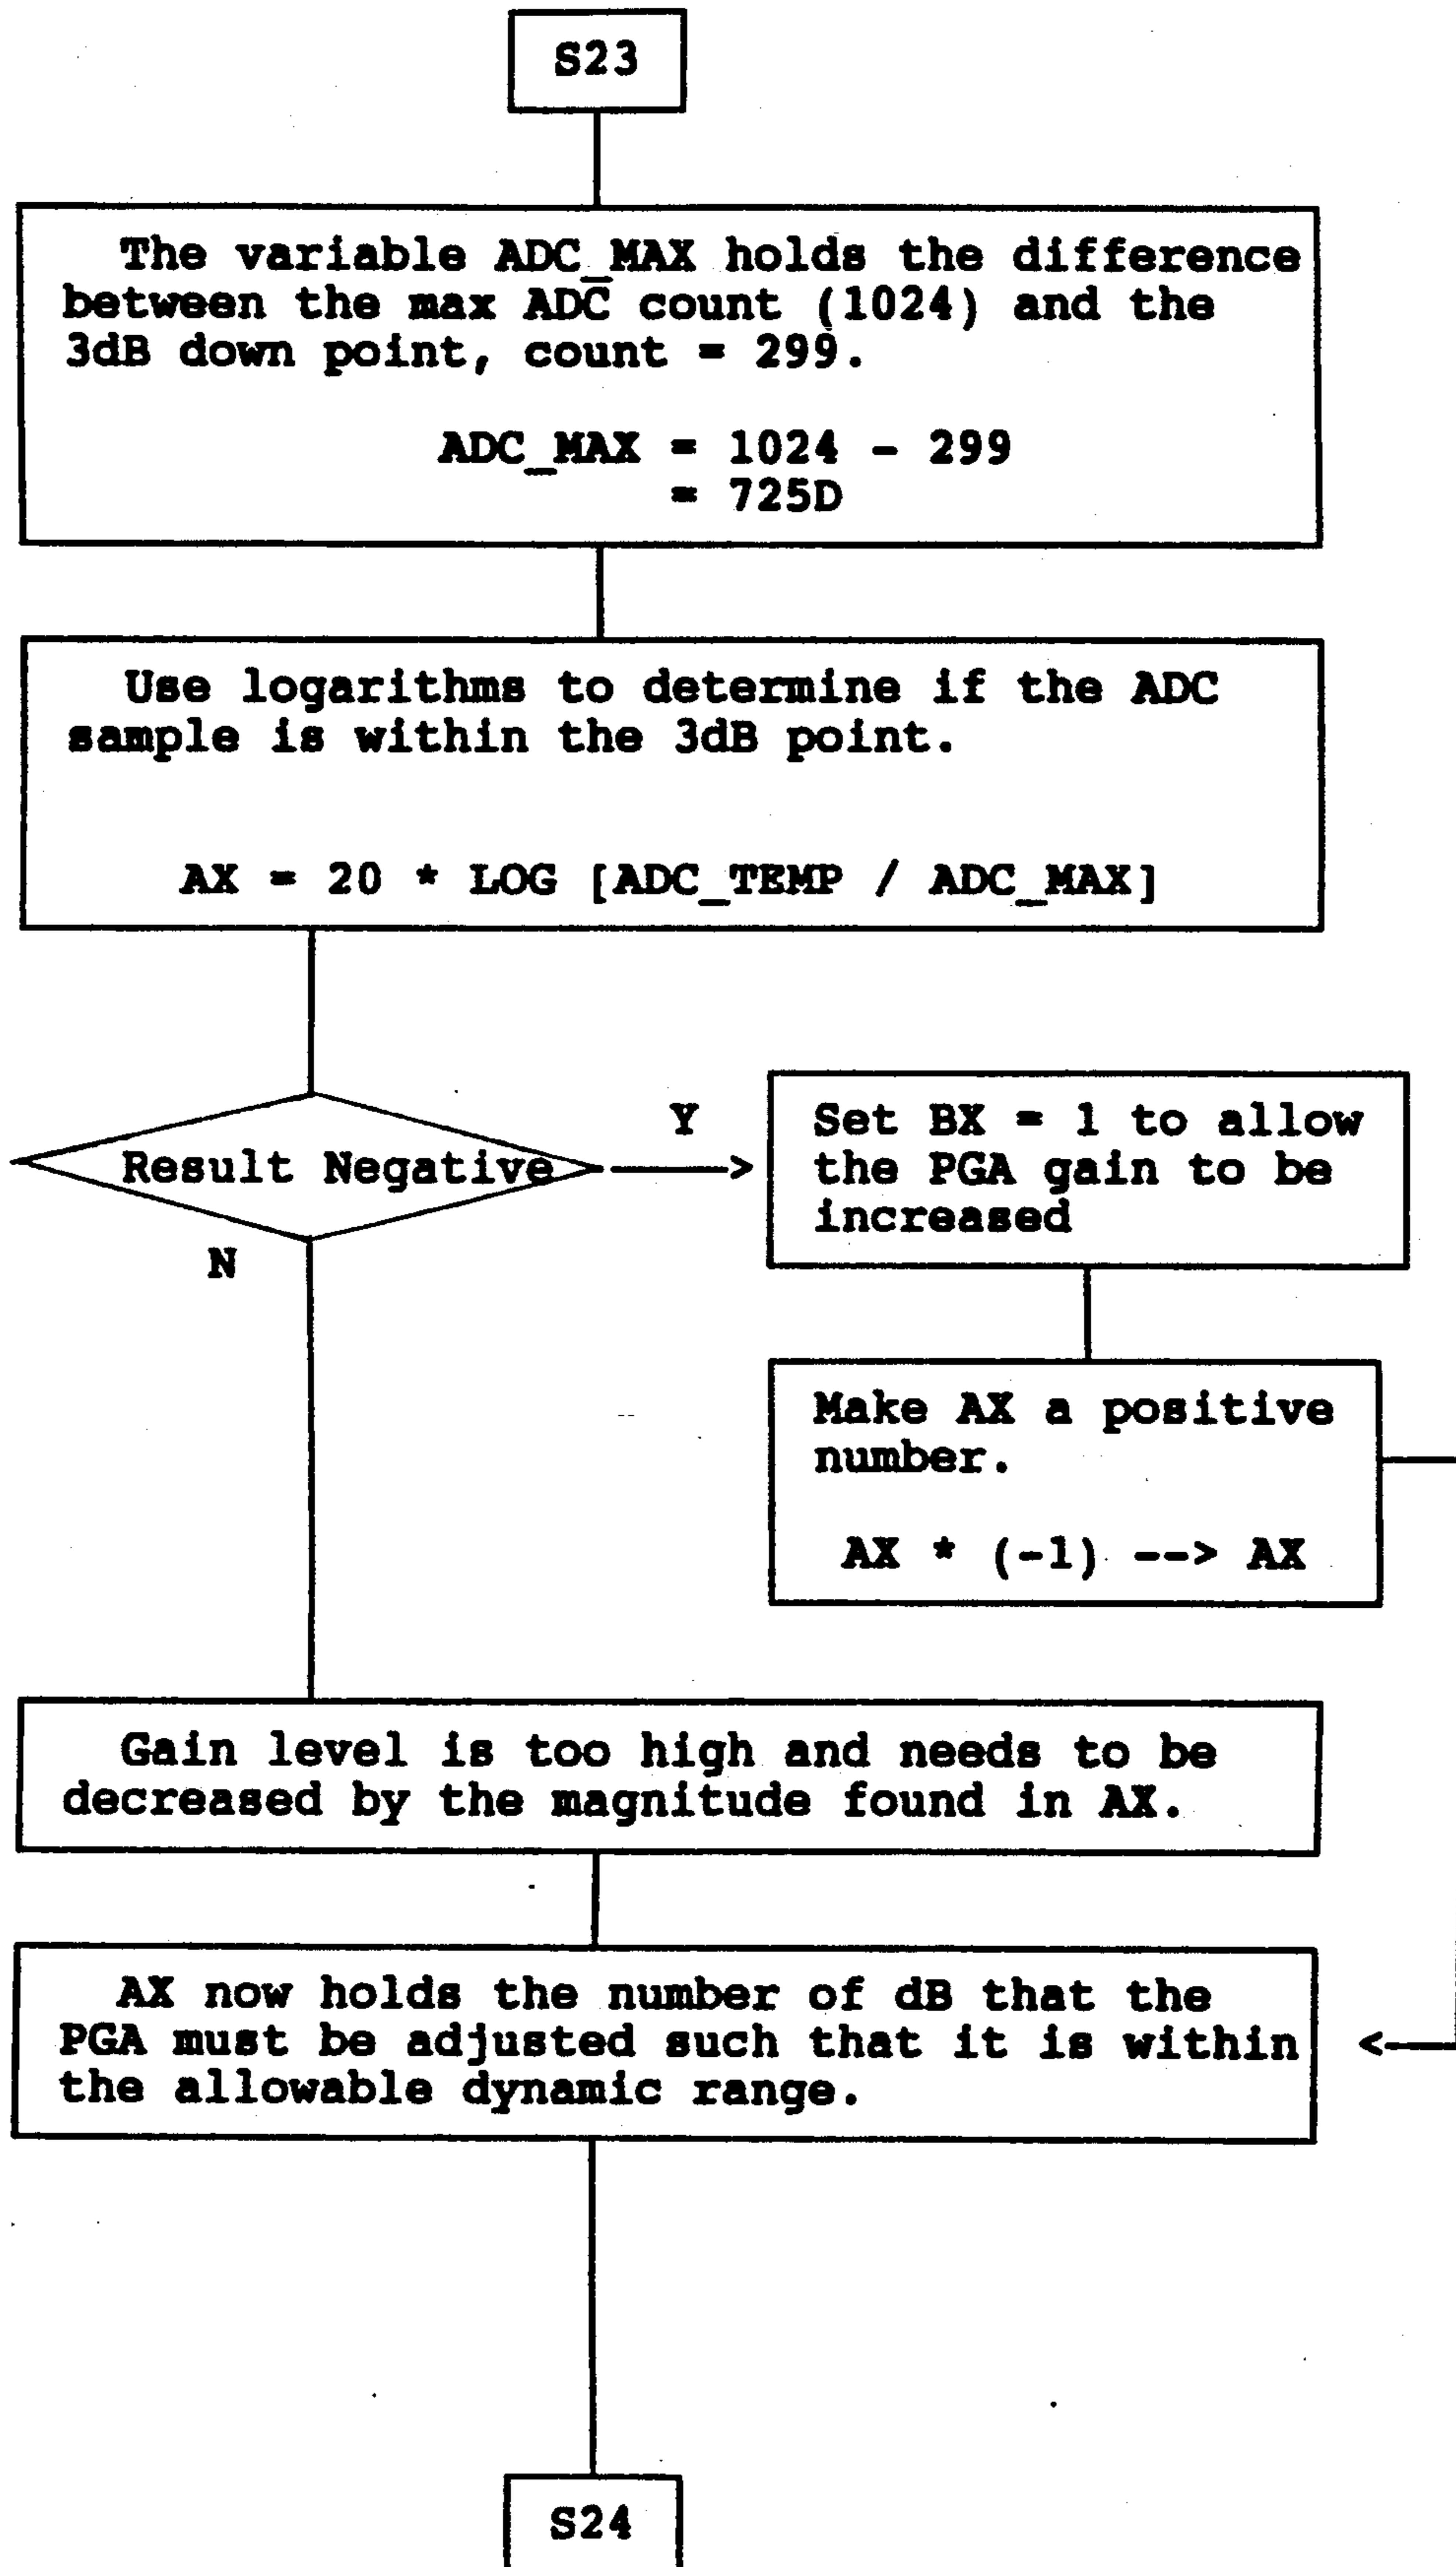 S23
The variable ADC_MAX holds the difference
between the max ADC count (1024) and the
3dB down point, count = 299.
ADC_MAX = 1024 - 299
= 725D
Use logarithms to determine if the ADC
sample is within the 3dB point.
AX = 20 * LOG [ADC_TEMP / ADC_MAX]
Result Negative
Y
N
Set BX = 1 to allow
the PGA gain to be
increased
Make AX a positive
number.
AX * (-1) --> AX
Gain level is too high and needs to be
decreased by the magnitude found in AX.
AX now holds the number of dB that the
PGA must be adjusted such that it is within
the allowable dynamic range.
S24